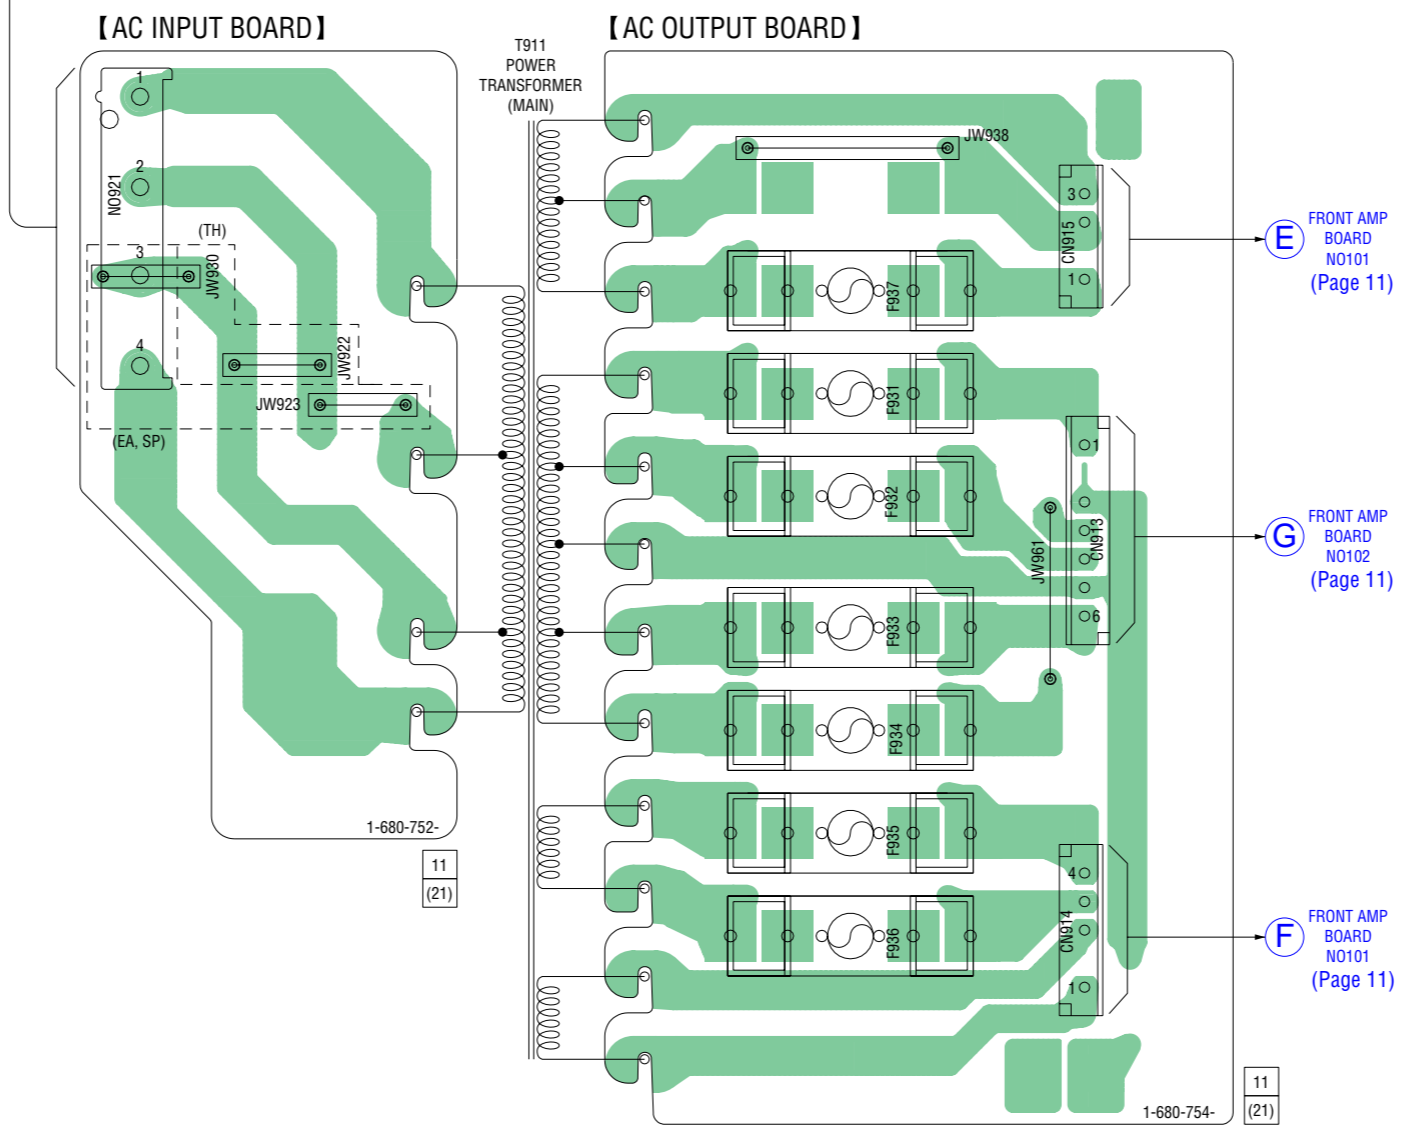 【AC INPUT BOARD】
T911
POWER
TRANSFORMER
(MAIN)
【AC OUTPUT BOARD】
1
2
NO921
(TH)
3
JW930
4
JW922
JW923
(EA, SP)
1-680-752-
11
(21)
JW938
3
CN915
1
F937
F931
1
F932
CN913
JW961
6
F933
F934
F935
4
CN914
F936
1
1-680-754-
11
(21)
E
FRONT AMP
BOARD
NO101
(Page 11)
G
FRONT AMP
BOARD
NO102
(Page 11)
F
FRONT AMP
BOARD
NO101
(Page 11)